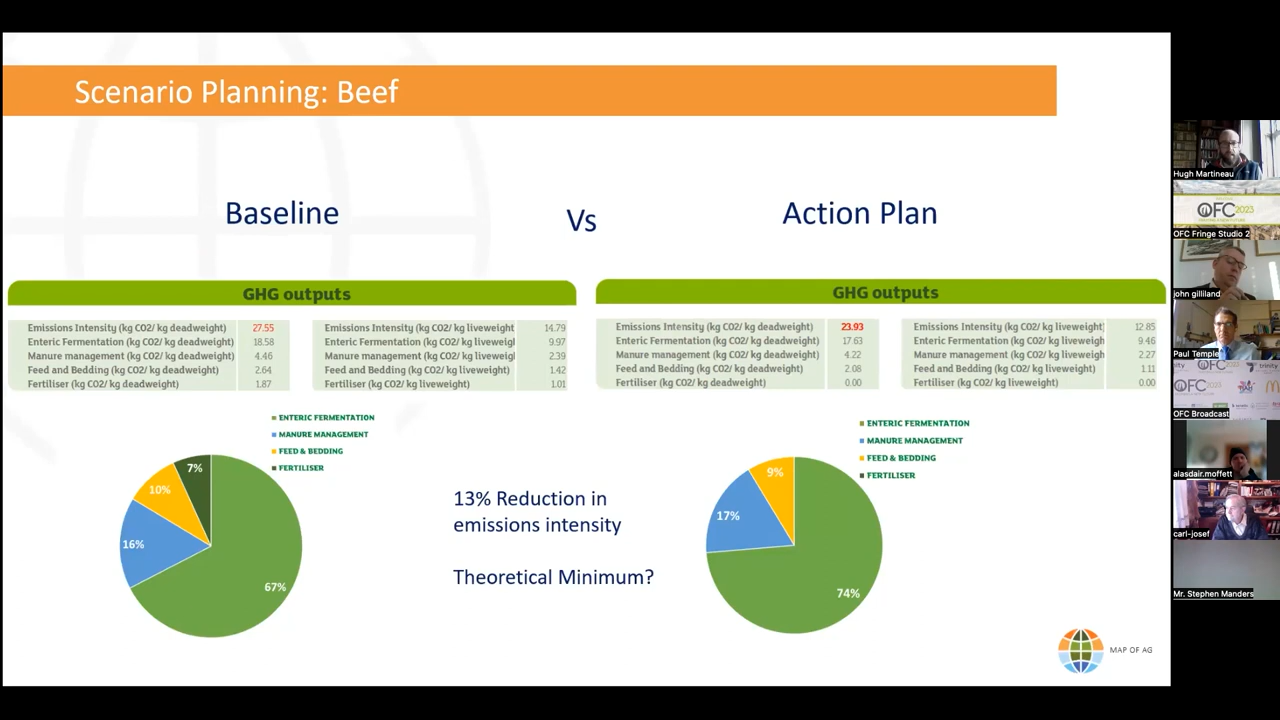 Scenario Planning: Beef
Baseline
Vs
Action Plan
GHG outputs
Emissions Intensity (kg CO2/ kg deadweight) 27.55
Enteric Fermentation (kg CO2/ kg deadweight) 18.58
Manure management (kg CO2/ kg deadweight) 4.46
Feed and Bedding (kg CO2/ kg deadweight) 2.64
Fertiliser (kg CO2/ kg deadweight) 1.87
Emissions Intensity (kg CO2/ kg liveweight 14.79
Enteric Fermentation (kg CO2/ kg liveweigl 9.97
Manure management (kg CO2/ kg liveweigl 2.39
Feed and Bedding (kg CO2/ kg liveweight) 1.42
Fertiliser (kg CO2/ kg liveweight) 1.01
GHG outputs
Emissions Intensity (kg CO2/ kg deadweight) 23.93
Enteric Fermentation (kg CO2/ kg deadweight) 17.63
Manure management (kg CO2/ kg deadweight) 4.22
Feed and Bedding (kg CO2/ kg deadweight) 2.08
Fertiliser (kg CO2/ kg deadweight) 0.00
Emissions Intensity (kg CO2/ kg liveweight) 12.85
Enteric Fermentation (kg CO2/ kg liveweigh 9.46
Manure management (kg CO2/ kg liveweigh 2.27
Feed and Bedding (kg CO2/ kg liveweight) 1.11
Fertiliser (kg CO2/ kg liveweight) 0.00
ENTERIC FERMENTATION
MANURE MANAGEMENT
FEED & BEDDING
FERTILISER
7%
10%
16%
67%
13% Reduction in
emissions intensity
Theoretical Minimum?
ENTERIC FERMENTATION
MANURE MANAGEMENT
FEED & BEDDING
FERTILISER
9%
17%
74%
MAP OF AG
Hugh Martineau
OFC 2023
OFC Fringe Studio 2
john gilliland
Paul Temple
trinity
OFC 2023
OFC Broadcast
alasdair.moffett
carl-josef
Mr. Stephen Manders